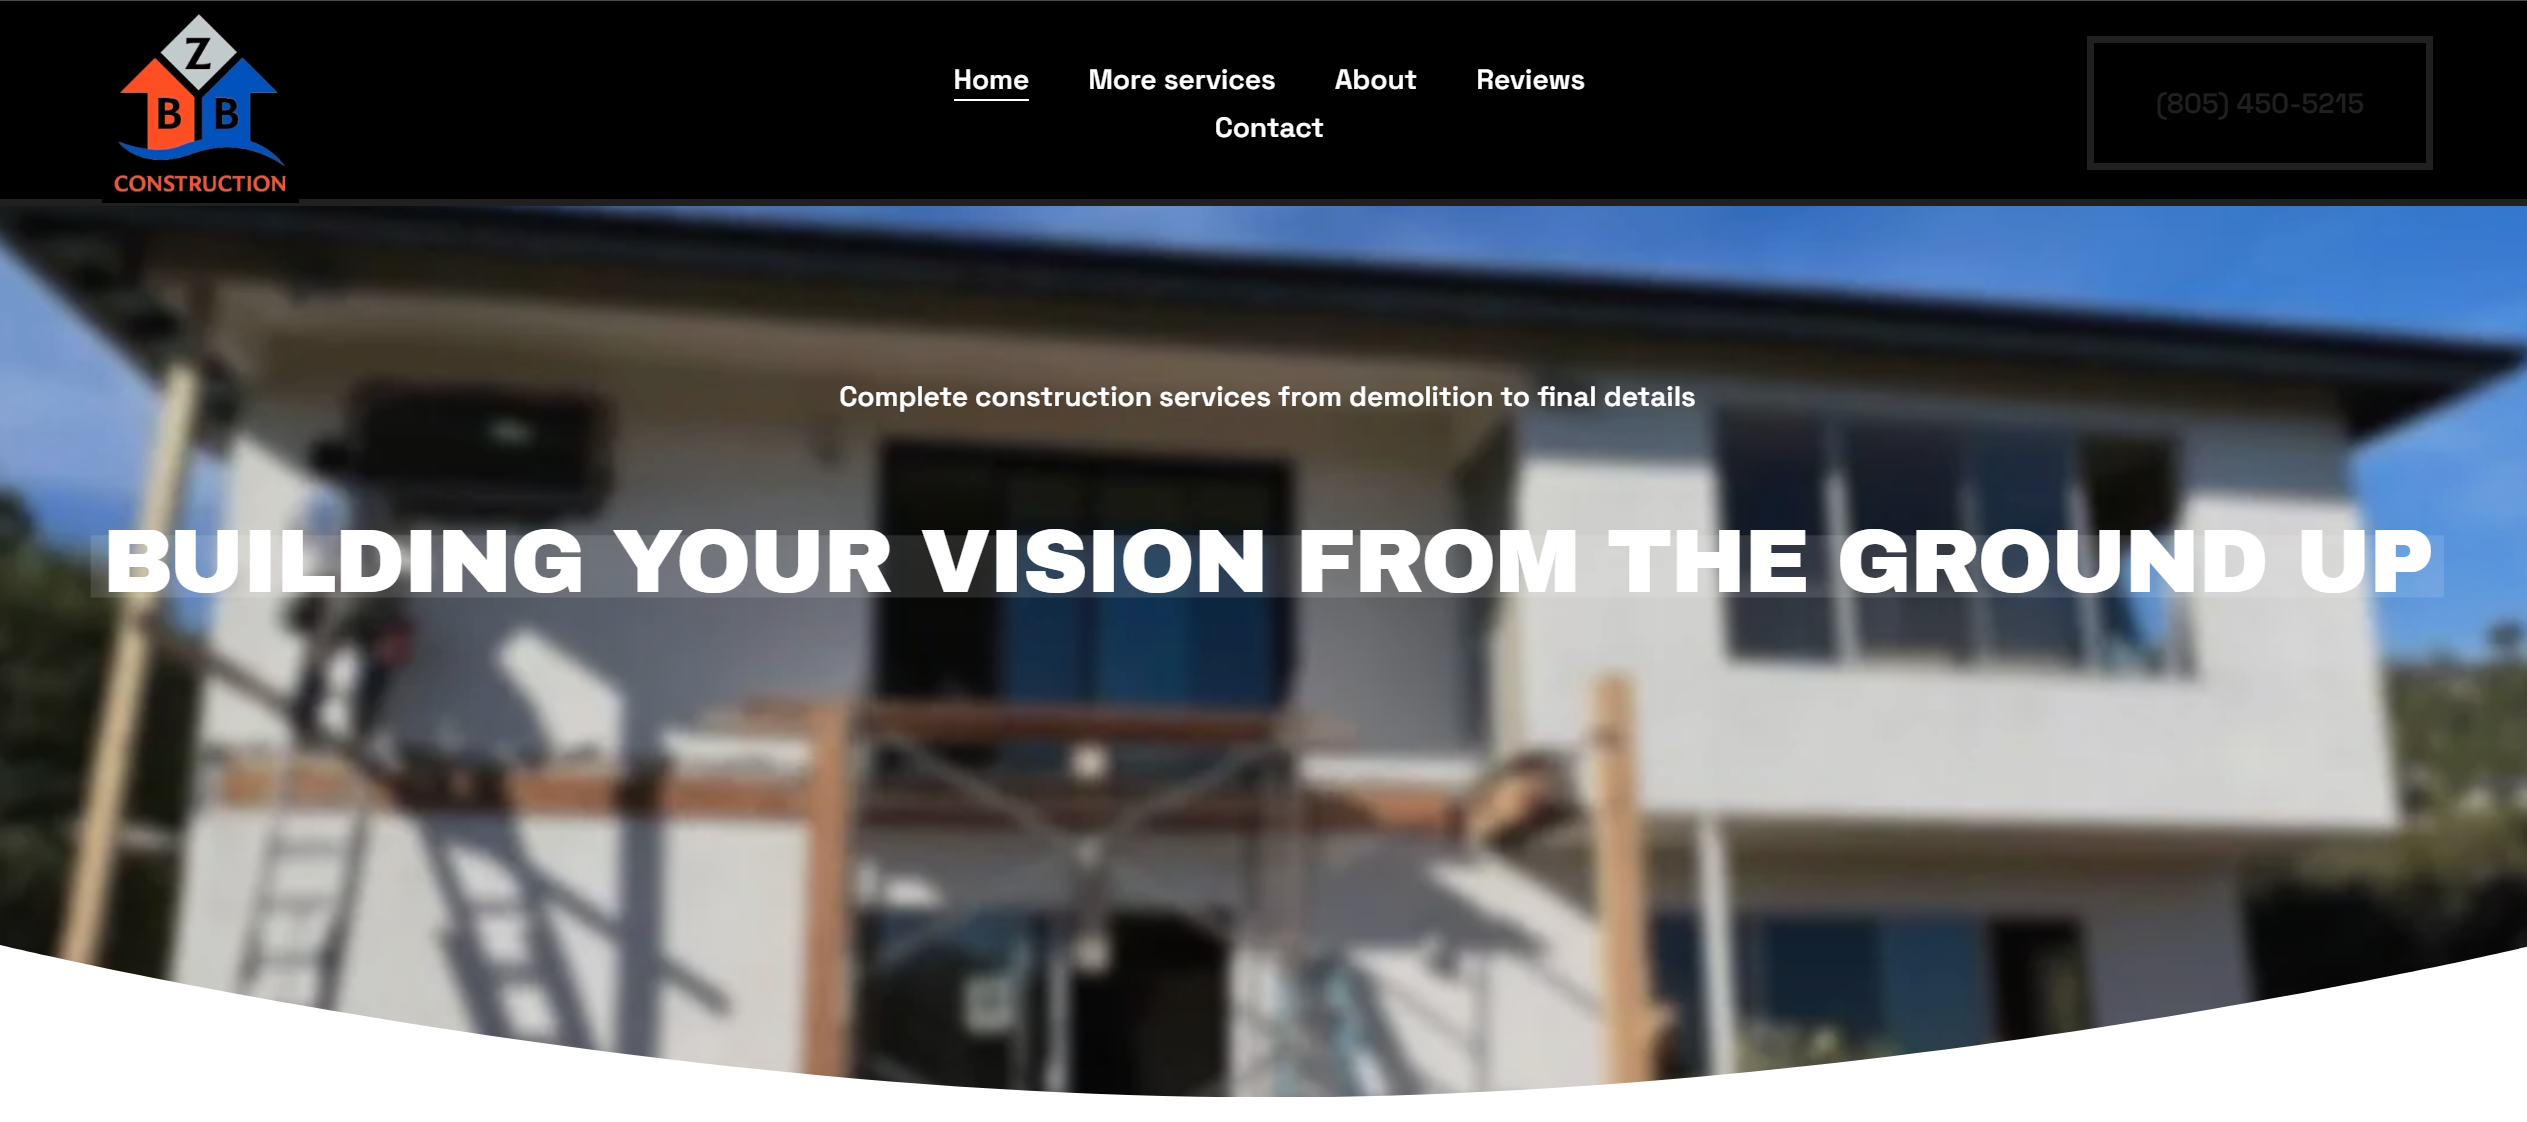 Z
B B
CONSTRUCTION
Home More services About Reviews
Contact
(805) 450-5215
Complete construction services from demolition to final details
BUILDING YOUR VISION FROM THE GROUND UP